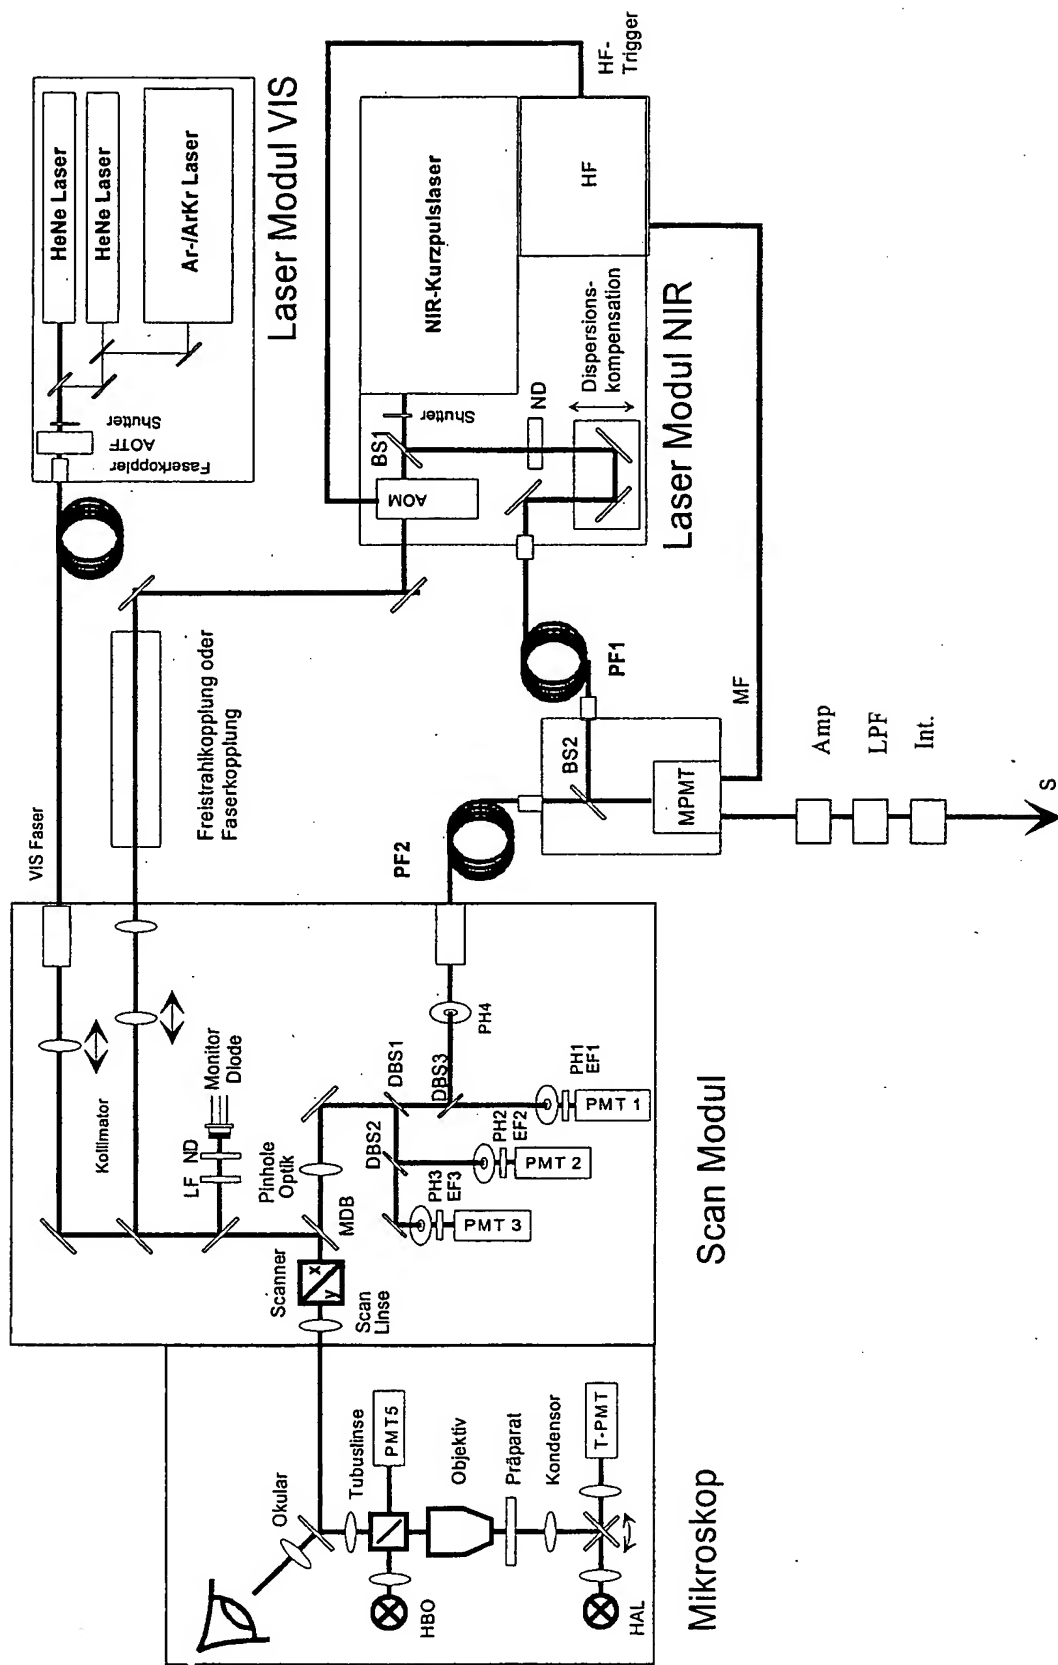 HeNe Laser
HeNe Laser
Ar-/ArKr Laser
Shutter
AOTF
Faserkoppler
Laser Modul VIS
HF-
Trigger
NIR-Kurzpulslaser
HF
Shutter
BS1
AOM
ND
Dispersions-
kompensation
Laser Modul NIR
VIS Faser
Freistrahlkopplung oder
Faserkopplung
PF1
PF2
BS2
MPMT
MF
Amp
LPF
Int.
S
Kollimator
Monitor
Diode
LF
ND
Pinhole
Optik
MDB
Scanner
x
y
Scan
Linse
DBS1
DBS2
DBS3
PH4
PH1
EF1
PMT 1
PH2
EF2
PMT 2
PH3
EF3
PMT 3
Scan Modul
Okular
Tubuslinse
PMT5
Objektiv
Präparat
Kondensor
T-PMT
HBO
HAL
Mikroskop